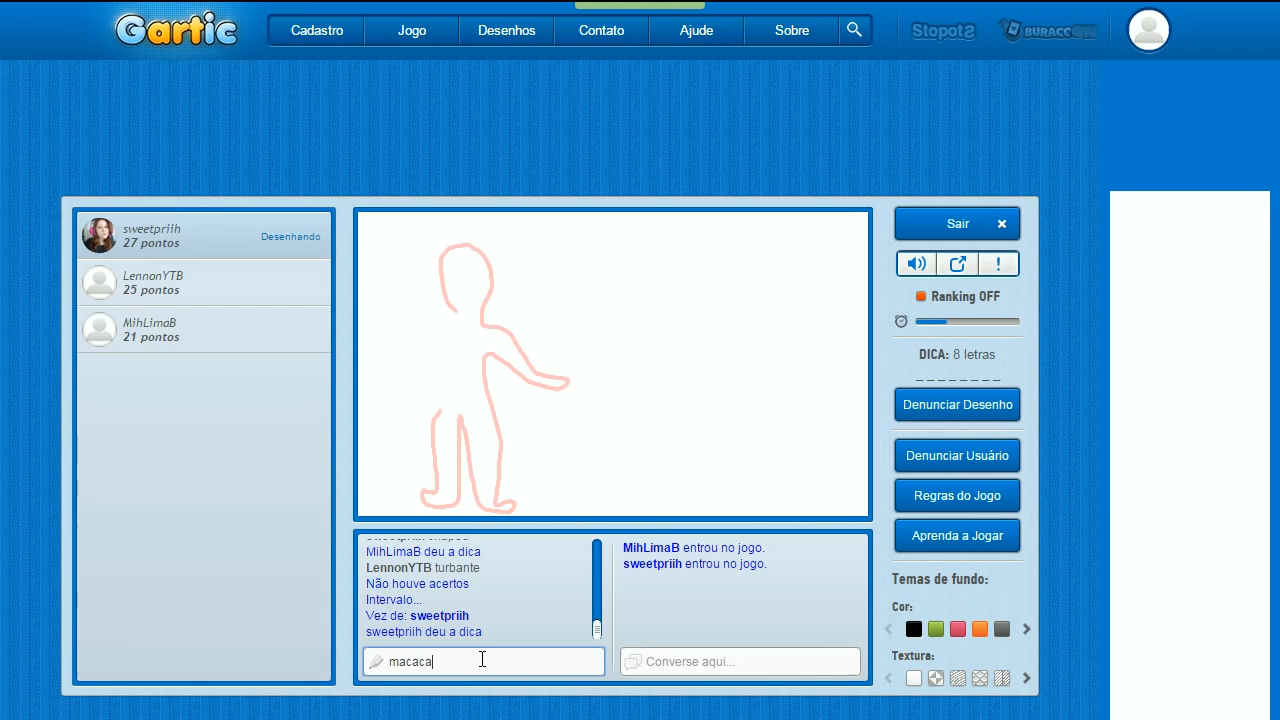 Gartic
Cadastro
Jogo
Desenhos
Contato
Ajude
Sobre
StopotS
BURACO
sweetpriih
27 pontos
Desenhando
LennonYTB
25 pontos
MihLimaB
21 pontos
Sair
Ranking OFF
DICA: 8 letras
_ _ _ _ _ _ _ _
Denunciar Desenho
Denunciar Usuário
Regras do Jogo
Aprenda a Jogar
Temas de fundo:
Cor:
Textura:
MihLimaB deu a dica
LennonYTB turbante
Não houve acertos
Intervalo...
Vez de: sweetpriih
sweetpriih deu a dica
macaca
MihLimaB entrou no jogo.
sweetpriih entrou no jogo.
Converse aqui...